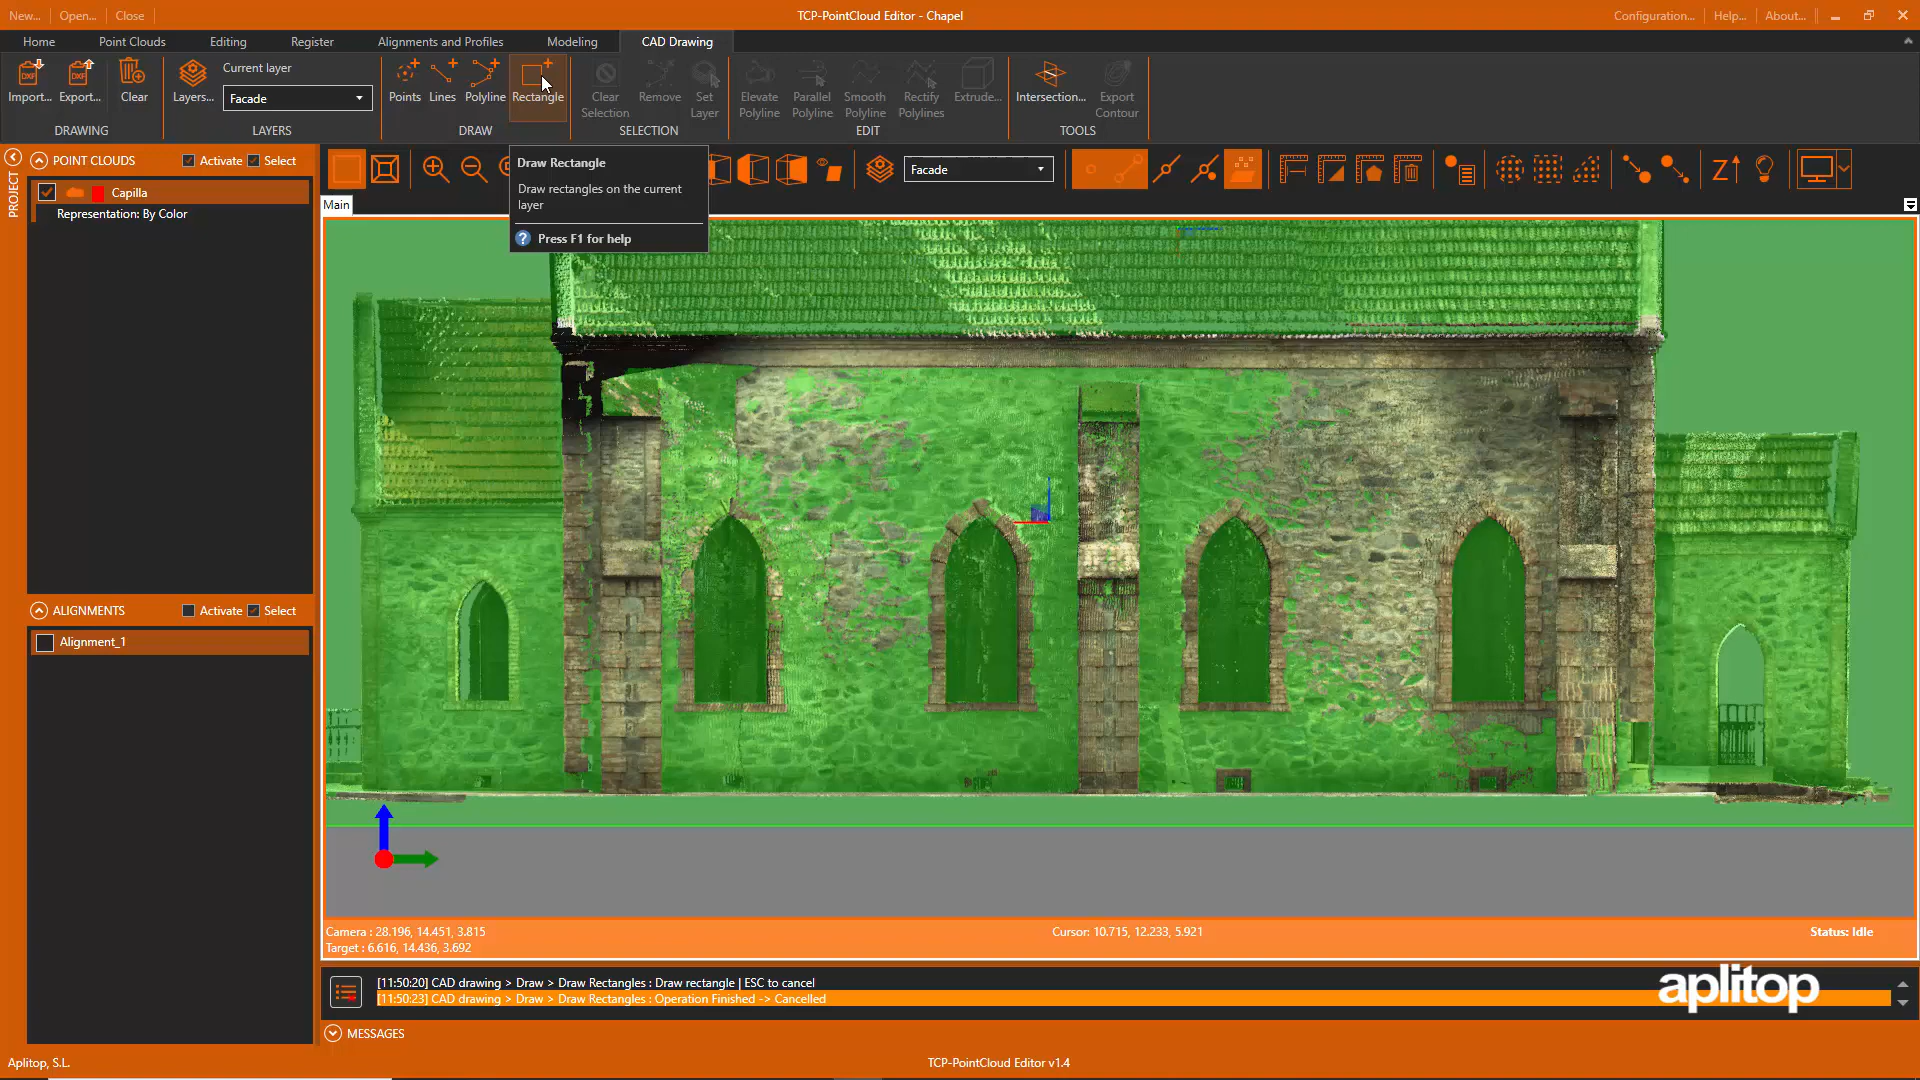 New...
Open...
Close
TCP-PointCloud Editor - Chapel
Configuration...
Help...
About...
Home
Point Clouds
Editing
Register
Alignments and Profiles
Modeling
CAD Drawing
DXF
DXF
Import...
Export...
Clear
DRAWING
Layers...
Current layer
Facade
LAYERS
Points
Lines
Polyline
Rectangle
DRAW
Clear
Selection
Remove
Set
Layer
SELECTION
Elevate
Polyline
Parallel
Polyline
Smooth
Polyline
Rectify
Polylines
Extrude...
EDIT
Intersection...
Export
Contour
TOOLS
PROJECT
POINT CLOUDS
Activate
Select
Capilla
Representation: By Color
Draw Rectangle
Draw rectangles on the current
layer
Press F1 for help
Facade
Z
Main
ALIGNMENTS
Activate
Select
Alignment_1
Camera : 28.196, 14.451, 3.815
Target : 6.616, 14.436, 3.692
Cursor: 10.715, 12.233, 5.921
Status: Idle
[11:50:20] CAD drawing > Draw > Draw Rectangles : Draw rectangle | ESC to cancel
[11:50:23] CAD drawing > Draw > Draw Rectangles : Operation Finished -> Cancelled
aplitop
MESSAGES
Aplitop, S.L.
TCP-PointCloud Editor v1.4